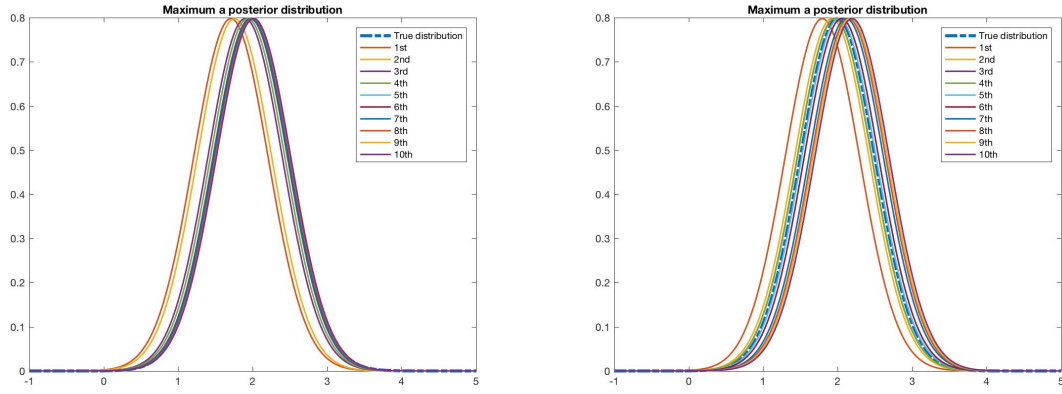 Maximum a posterior distribution
0.8
0.7
0.6
0.5
0.4
0.3
0.2
0.1
0
-1
0
1
2
3
4
5
True distribution
1st
2nd
3rd
4th
5th
6th
7th
8th
9th
10th
Maximum a posterior distribution
0.8
0.7
0.6
0.5
0.4
0.3
0.2
0.1
0
-1
0
1
2
3
4
5
True distribution
1st
2nd
3rd
4th
5th
6th
7th
8th
9th
10th